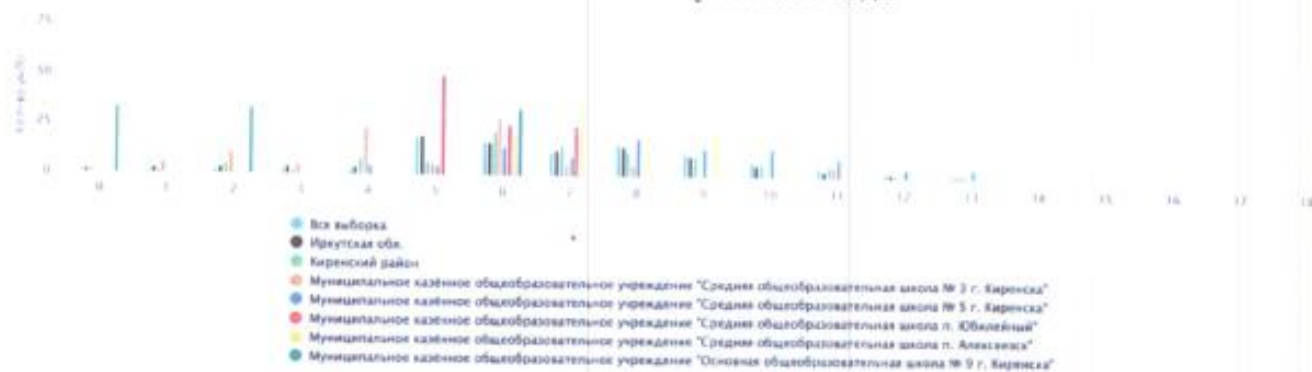 75
50
25
0
0 1 2 3 4 5 6 7 8 9 10 11 12 13 14 15 16 17 18
Вся выборка
Иркутская обл.
Киренский район
Муниципальное казённое общеобразовательное учреждение "Средняя общеобразовательная школа № 3 г. Киренска"
Муниципальное казённое общеобразовательное учреждение "Средняя общеобразовательная школа № 5 г. Киренска"
Муниципальное казённое общеобразовательное учреждение "Средняя общеобразовательная школа п. Юбилейный"
Муниципальное казённое общеобразовательное учреждение "Средняя общеобразовательная школа п. Алексеевск"
Муниципальное казённое общеобразовательное учреждение "Основная общеобразовательная школа № 9 г. Киренска"